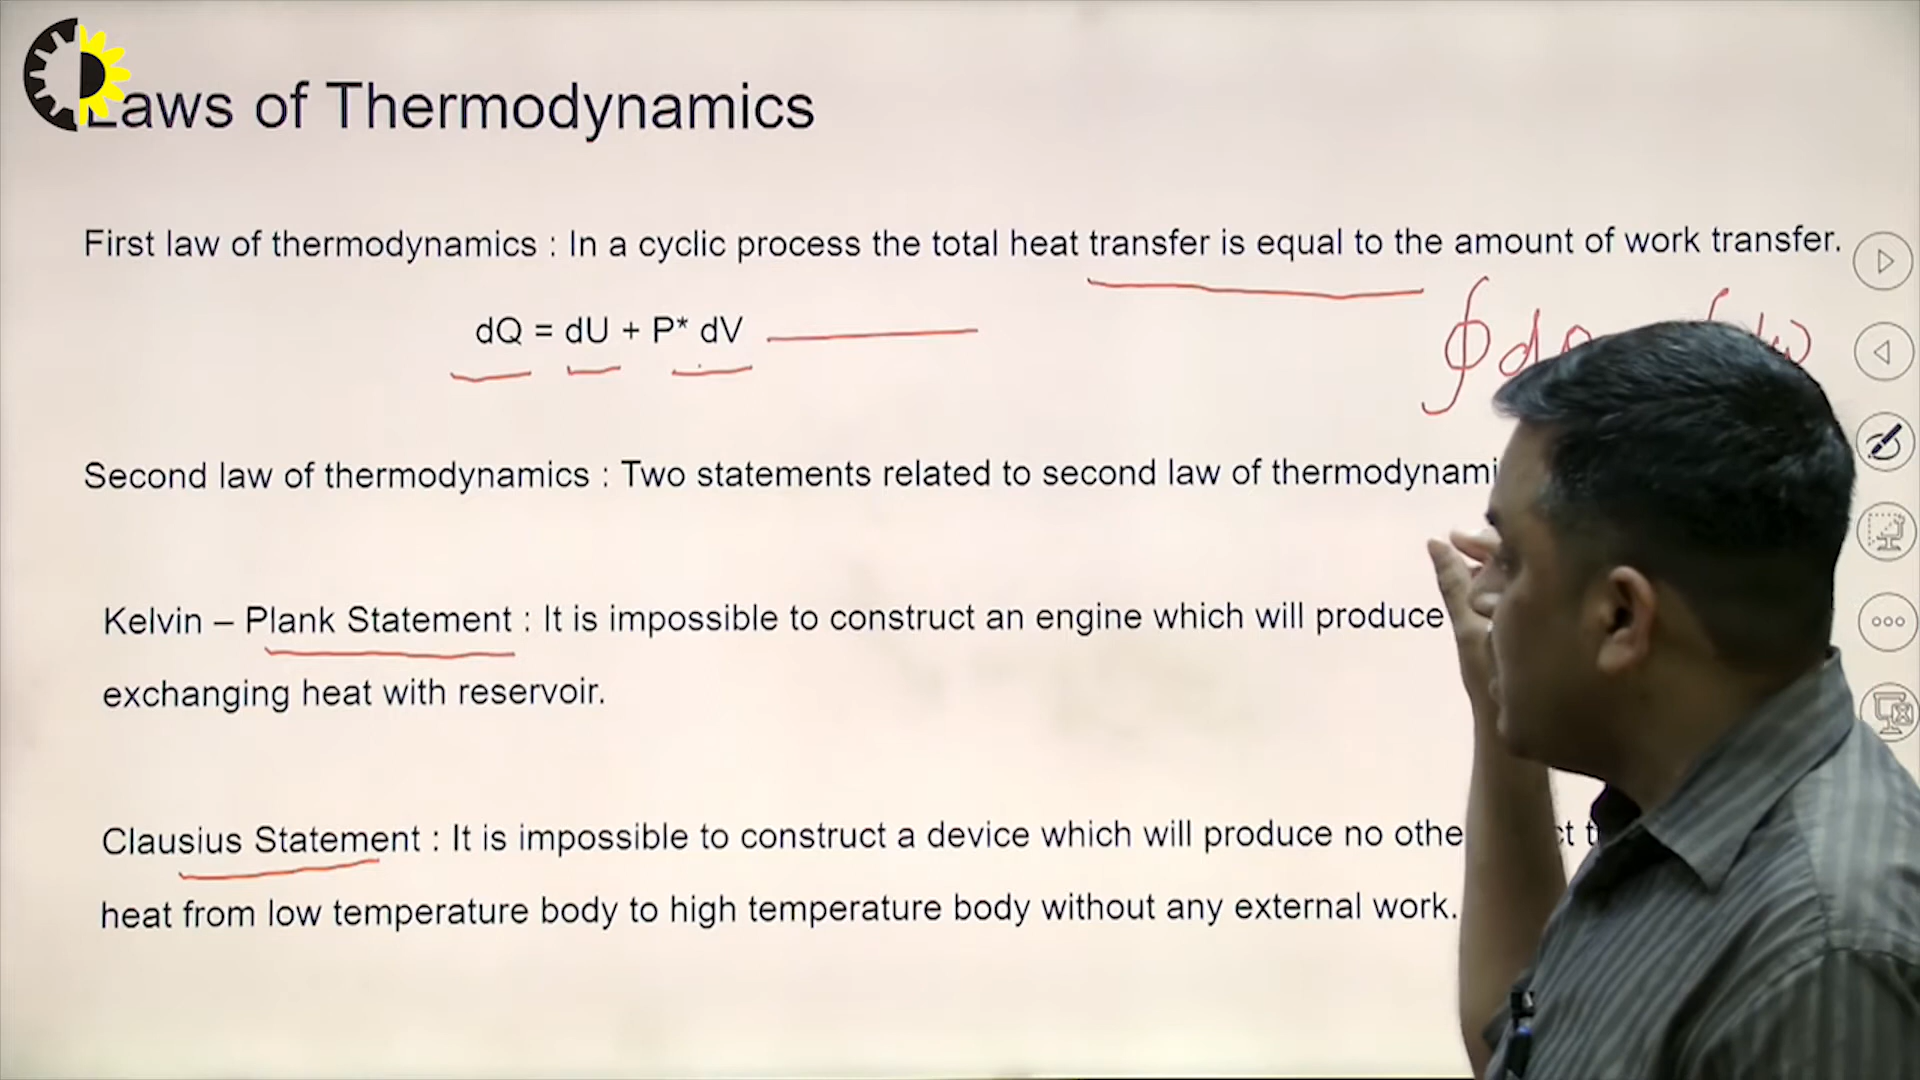 Laws of Thermodynamics
First law of thermodynamics : In a cyclic process the total heat transfer is equal to the amount of work transfer.
dQ = dU + P* dV
∮ d
Second law of thermodynamics : Two statements related to second law of
Kelvin – Plank Statement : It is impossible to construct an engine which will produce
exchanging heat with reservoir.
Clausius Statement : It is impossible to construct a device which will produce no
heat from low temperature body to high temperature body without any external work.